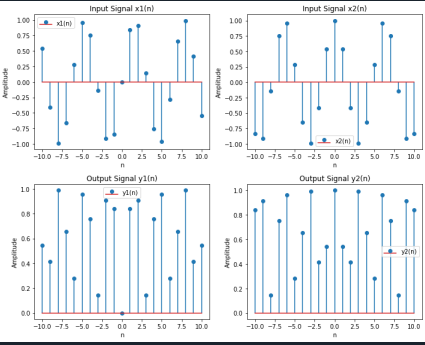 Input Signal x1(n)
Amplitude
1.00
0.75
0.50
0.25
0.00
−0.25
−0.50
−0.75
−1.00
x1(n)
−10.0 −7.5 −5.0 −2.5 0.0 2.5 5.0 7.5 10.0
n
Input Signal x2(n)
Amplitude
1.00
0.75
0.50
0.25
0.00
−0.25
−0.50
−0.75
−1.00
x2(n)
−10.0 −7.5 −5.0 −2.5 0.0 2.5 5.0 7.5 10.0
n
Output Signal y1(n)
Amplitude
1.0
0.8
0.6
0.4
0.2
0.0
y1(n)
−10.0 −7.5 −5.0 −2.5 0.0 2.5 5.0 7.5 10.0
n
Output Signal y2(n)
Amplitude
1.0
0.8
0.6
0.4
0.2
0.0
y2(n)
−10.0 −7.5 −5.0 −2.5 0.0 2.5 5.0 7.5 10.0
n